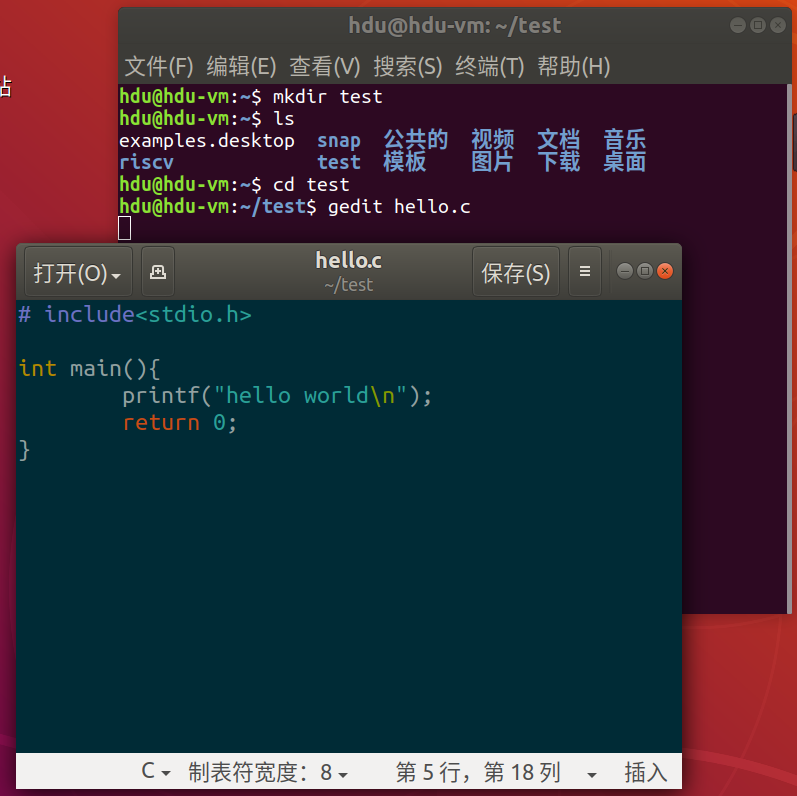 hdu@hdu-vm: ~/test
文件(F) 编辑(E) 查看(V) 搜索(S) 终端(T) 帮助(H)
hdu@hdu-vm:~$ mkdir test
hdu@hdu-vm:~$ ls
examples.desktop snap 公共的 视频 文档 音乐
riscv test 模板 图片 下载 桌面
hdu@hdu-vm:~$ cd test
hdu@hdu-vm:~/test$ gedit hello.c
打开(O) hello.c 保存(S)
~/test
# include<stdio.h>
int main(){
printf("hello world\n");
return 0;
}
C 制表符宽度：8 第 5 行，第 18 列 插入